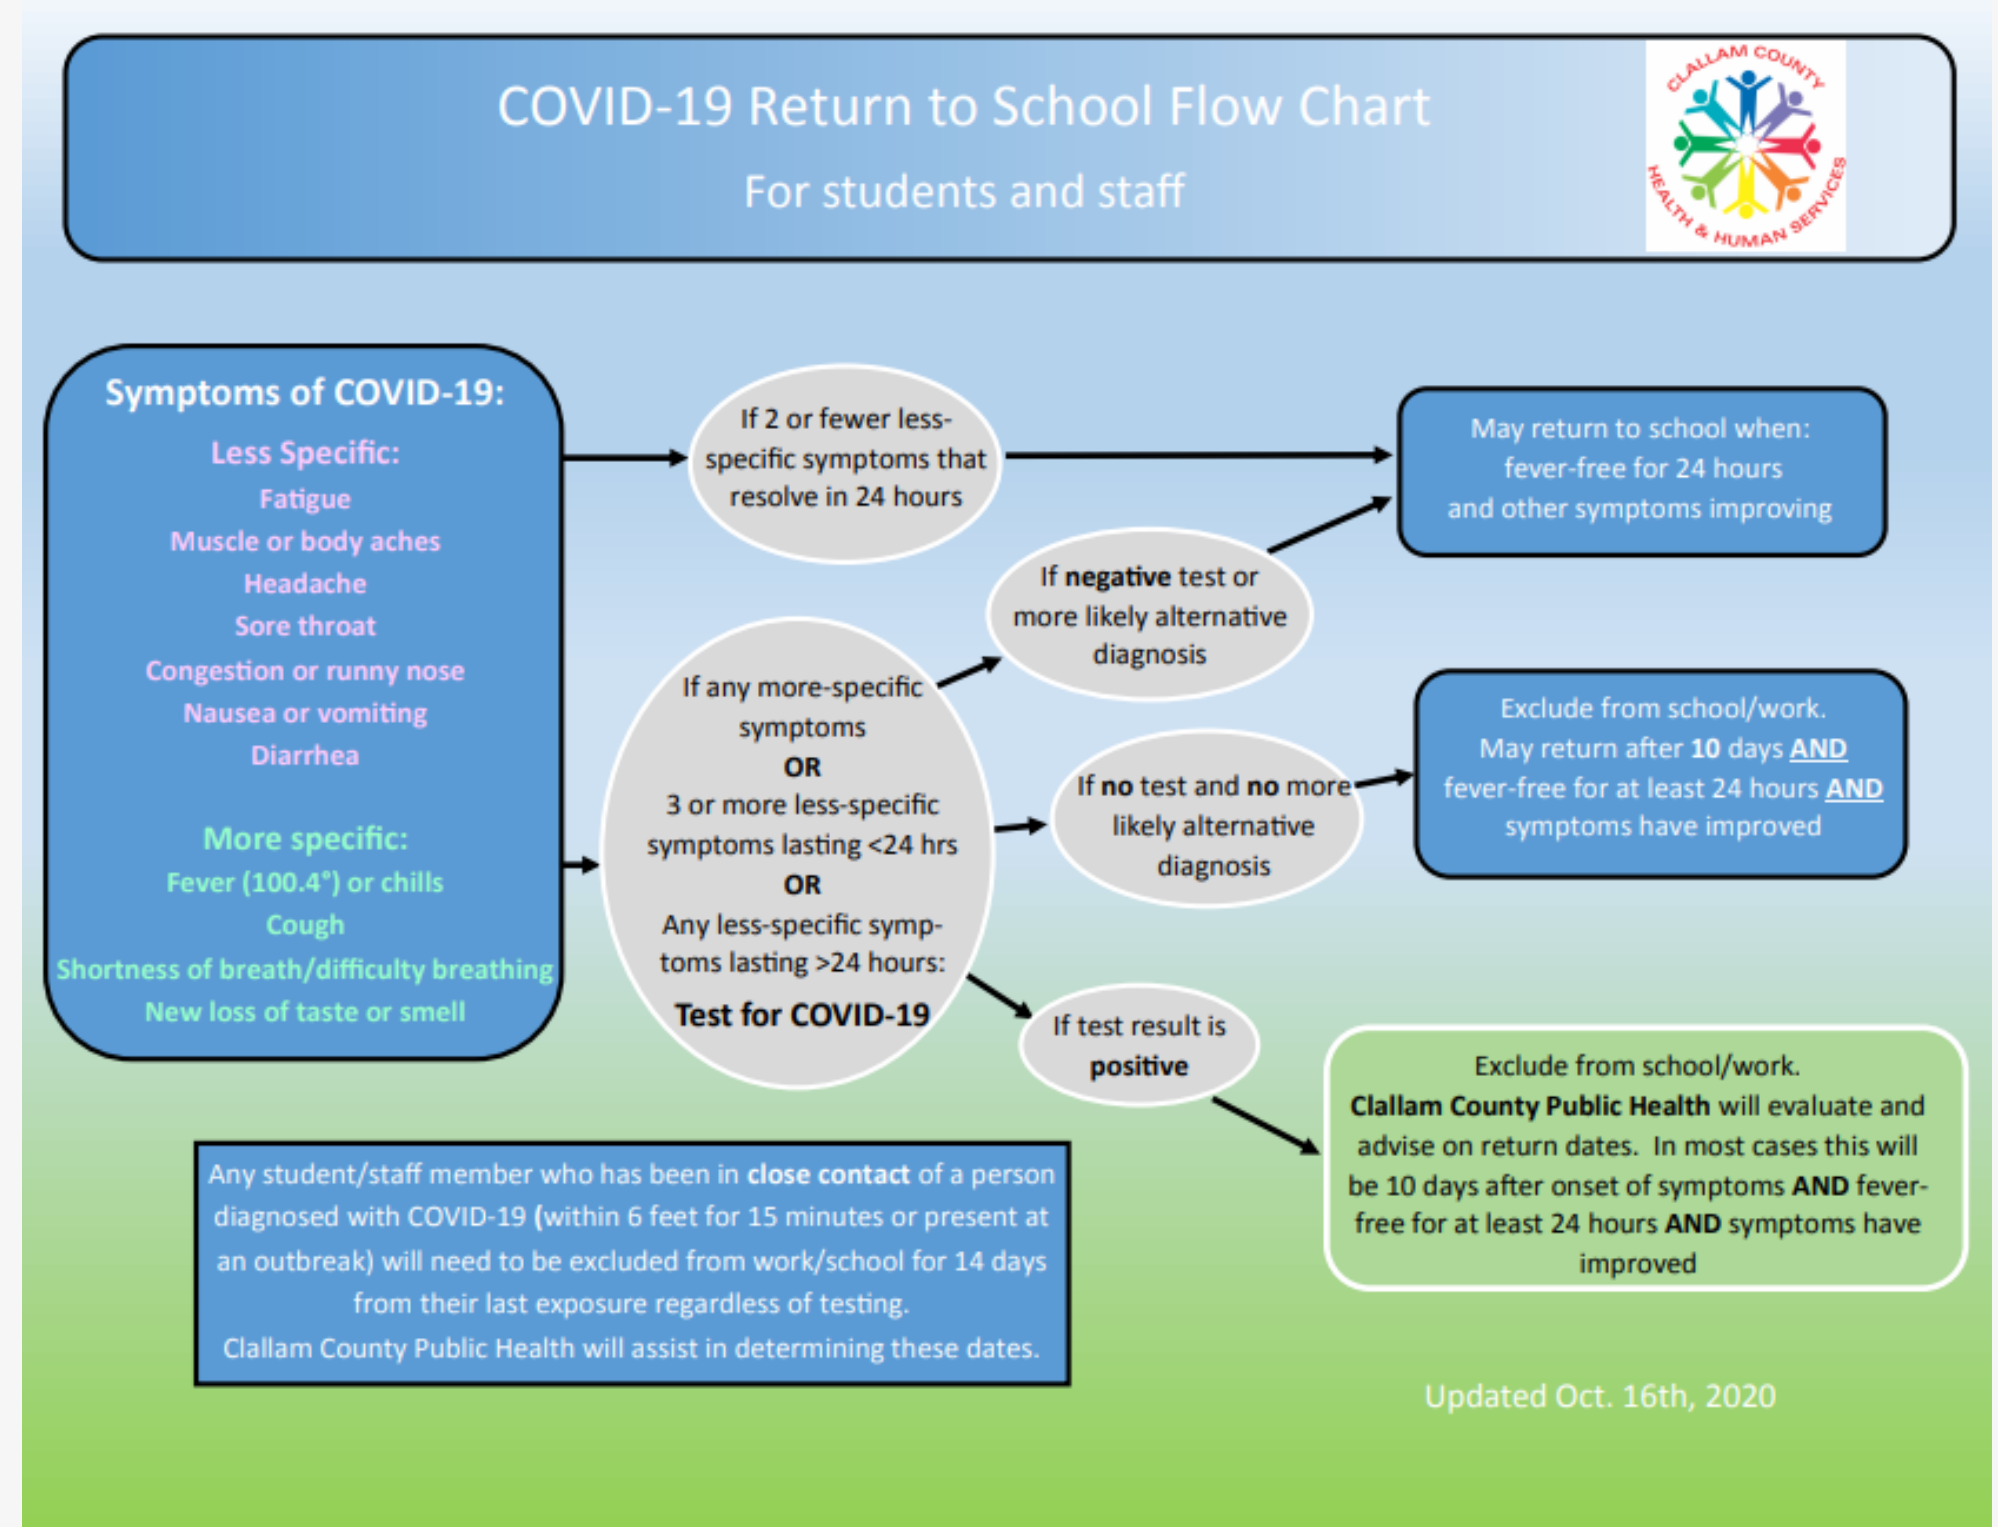 COVID-19 Return to School Flow Chart
For students and staff
CLALLAM COUNTY
HEALTH & HUMAN SERVICES
Symptoms of COVID-19:
Less Specific:
Fatigue
Muscle or body aches
Headache
Sore throat
Congestion or runny nose
Nausea or vomiting
Diarrhea
More specific:
Fever (100.4°) or chills
Cough
Shortness of breath/difficulty breathing
New loss of taste or smell
If 2 or fewer less-
specific symptoms that
resolve in 24 hours
May return to school when:
fever-free for 24 hours
and other symptoms improving
If any more-specific
symptoms
OR
3 or more less-specific
symptoms lasting <24 hrs
OR
Any less-specific symp-
toms lasting >24 hours:
Test for COVID-19
If negative test or
more likely alternative
diagnosis
If no test and no more
likely alternative
diagnosis
Exclude from school/work.
May return after 10 days AND
fever-free for at least 24 hours AND
symptoms have improved
If test result is
positive
Exclude from school/work.
Clallam County Public Health will evaluate and
advise on return dates. In most cases this will
be 10 days after onset of symptoms AND fever-
free for at least 24 hours AND symptoms have
improved
Any student/staff member who has been in close contact of a person
diagnosed with COVID-19 (within 6 feet for 15 minutes or present at
an outbreak) will need to be excluded from work/school for 14 days
from their last exposure regardless of testing.
Clallam County Public Health will assist in determining these dates.
Updated Oct. 16th, 2020